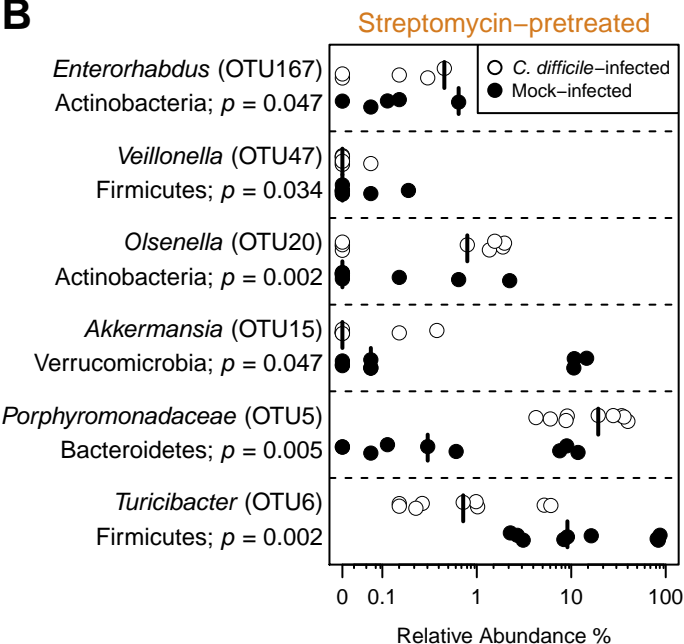 B
Streptomycin−pretreated
C. difficile−infected
Mock−infected
Enterorhabdus (OTU167)
Actinobacteria; p = 0.047
Veillonella (OTU47)
Firmicutes; p = 0.034
Olsenella (OTU20)
Actinobacteria; p = 0.002
Akkermansia (OTU15)
Verrucomicrobia; p = 0.047
Porphyromonadaceae (OTU5)
Bacteroidetes; p = 0.005
Turicibacter (OTU6)
Firmicutes; p = 0.002
0 0.1 1 10 100
Relative Abundance %